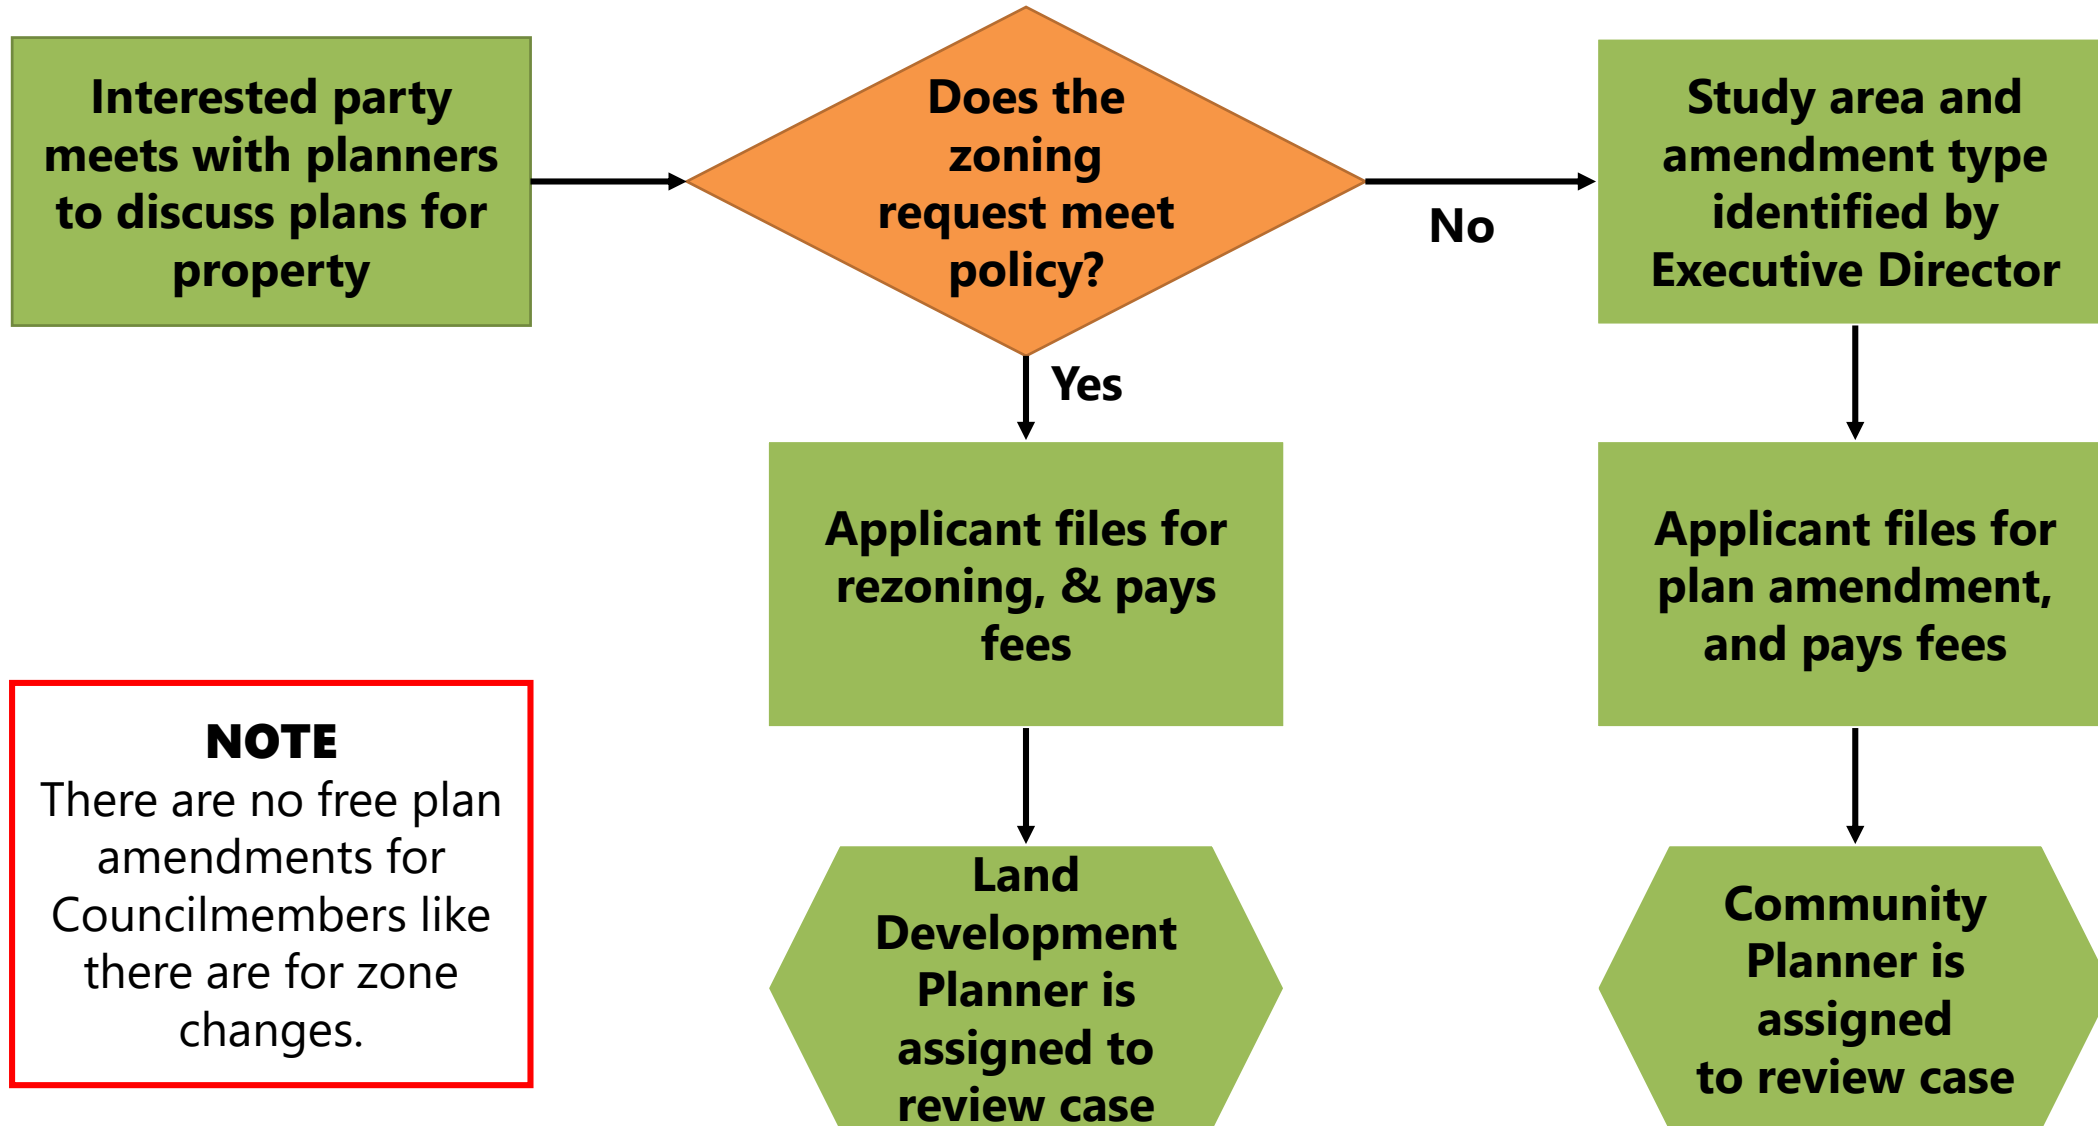 Interested party
meets with planners
to discuss plans for
property
Does the
zoning
request meet
policy?
No
Study area and
amendment type
identified by
Executive Director
Yes
Applicant files for
rezoning, & pays
fees
Applicant files for
plan amendment,
and pays fees
NOTE
There are no free plan
amendments for
Councilmembers like
there are for zone
changes.
Land
Development
Planner is
assigned to
review case
Community
Planner is
assigned
to review case